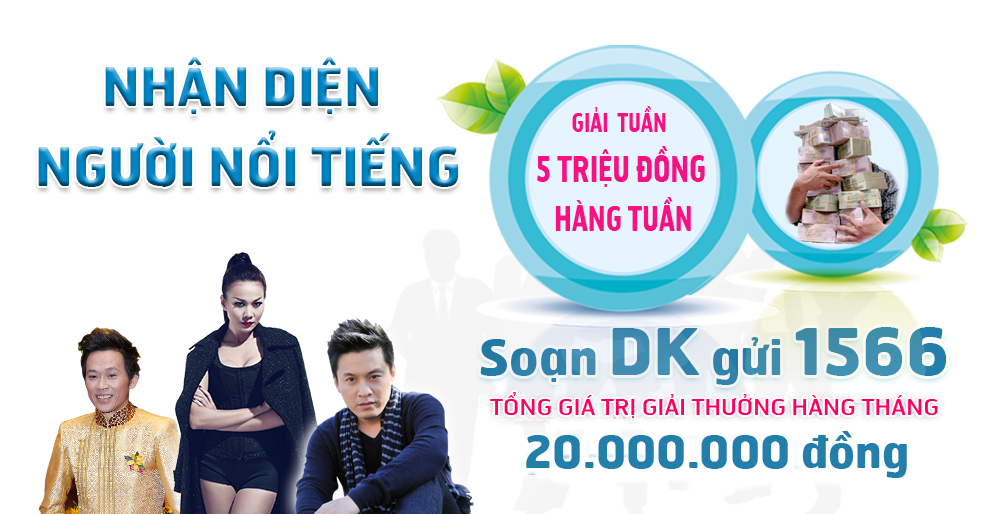 NHẬN DIỆN
NGƯỜI NỔI TIẾNG
GIẢI TUẦN
5 TRIỆU ĐỒNG
HÀNG TUẦN
Soạn DK gửi 1566
TỔNG GIÁ TRỊ GIẢI THƯỞNG HÀNG THÁNG
20.000.000 đồng